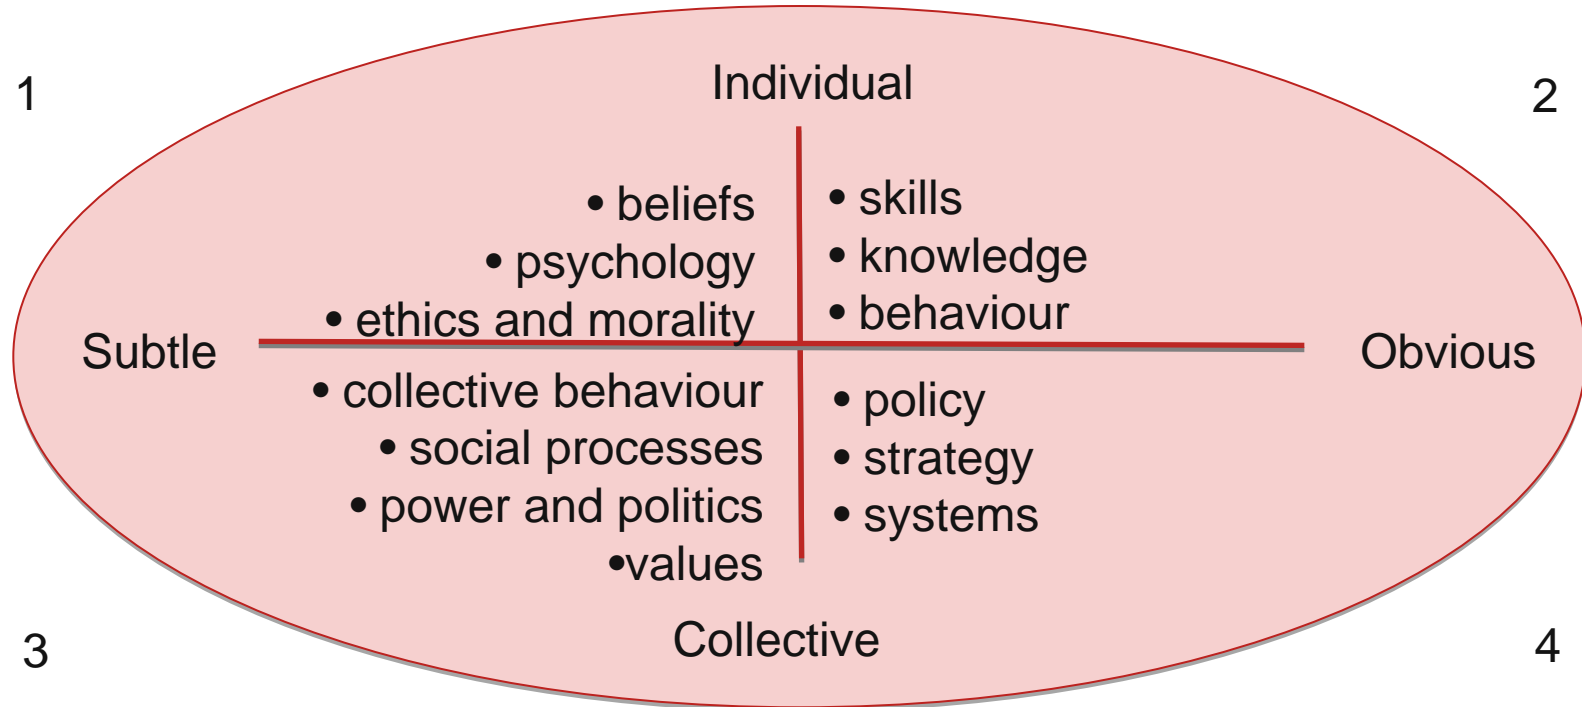 1
Individual
2
• beliefs
• psychology
• ethics and morality
• skills
• knowledge
• behaviour
Subtle
Obvious
• collective behaviour
• social processes
• power and politics
•values
• policy
• strategy
• systems
Collective
3
4